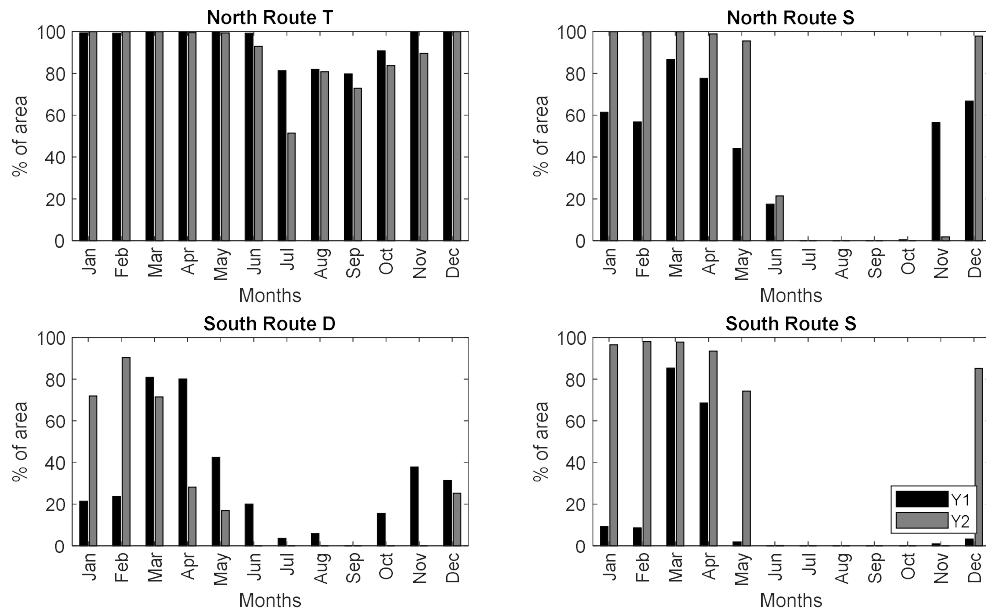 North Route T
100
80
60
40
20
0
% of area
Jan Feb Mar Apr May Jun Jul Aug Sep Oct Nov Dec
Months
North Route S
100
80
60
40
20
0
% of area
Jan Feb Mar Apr May Jun Jul Aug Sep Oct Nov Dec
Months
South Route D
100
80
60
40
20
0
% of area
Jan Feb Mar Apr May Jun Jul Aug Sep Oct Nov Dec
Months
South Route S
100
80
60
40
20
0
% of area
Y1
Y2
Jan Feb Mar Apr May Jun Jul Aug Sep Oct Nov Dec
Months